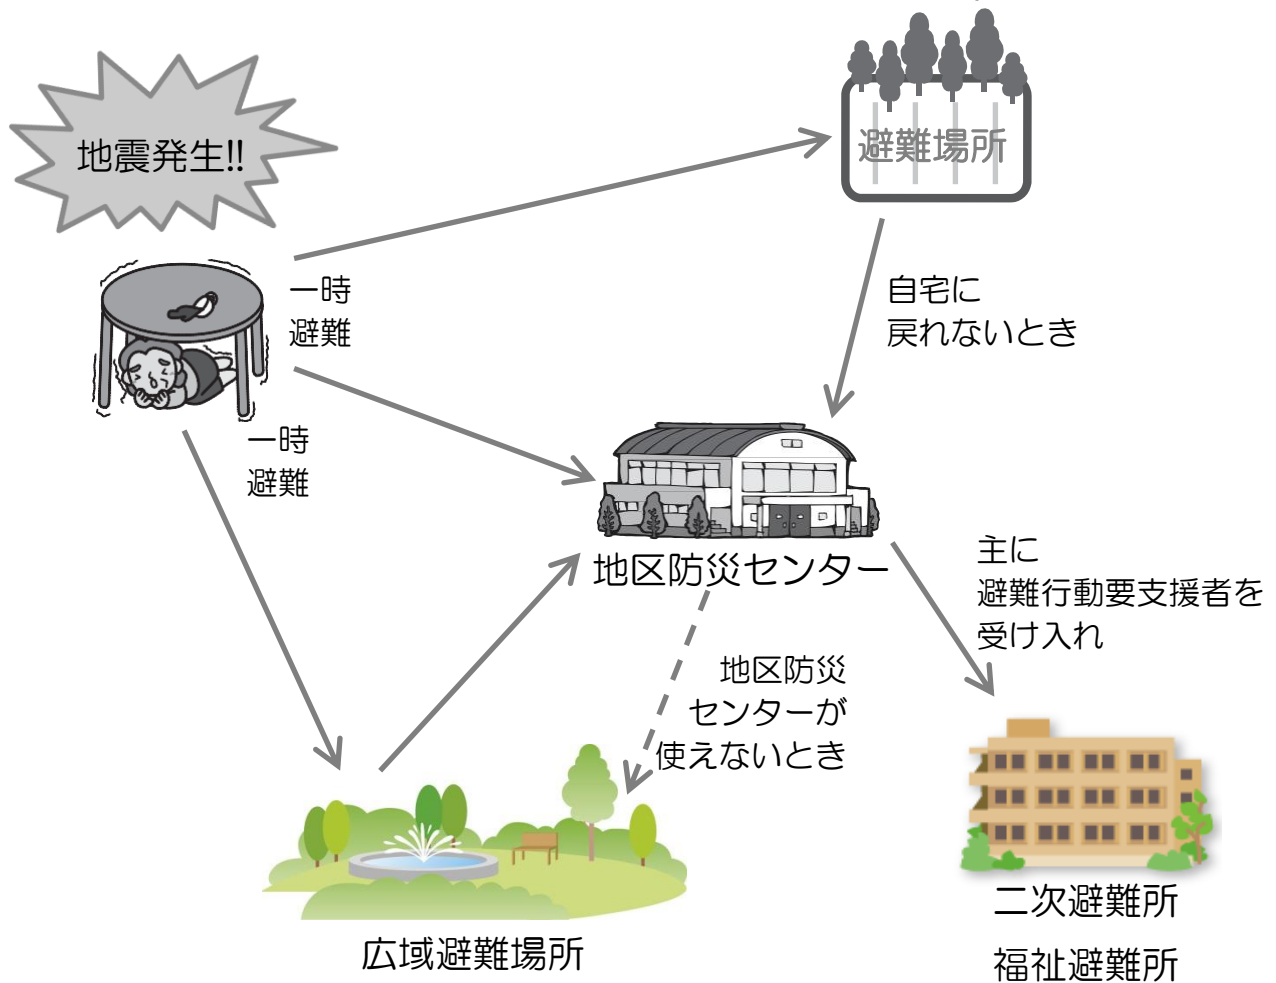 地震発生!!
避難場所
一時
避難
自宅に
戻れないとき
一時
避難
地区防災センター
主に
避難行動要支援者を
受け入れ
地区防災
センターが
使えないとき
二次避難所
広域避難場所
福祉避難所